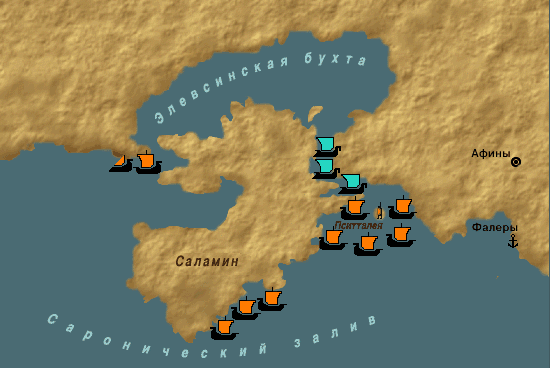 Элевсинская бухта
Афины
Пситталея
Фалеры
Саламин
Саронический залив